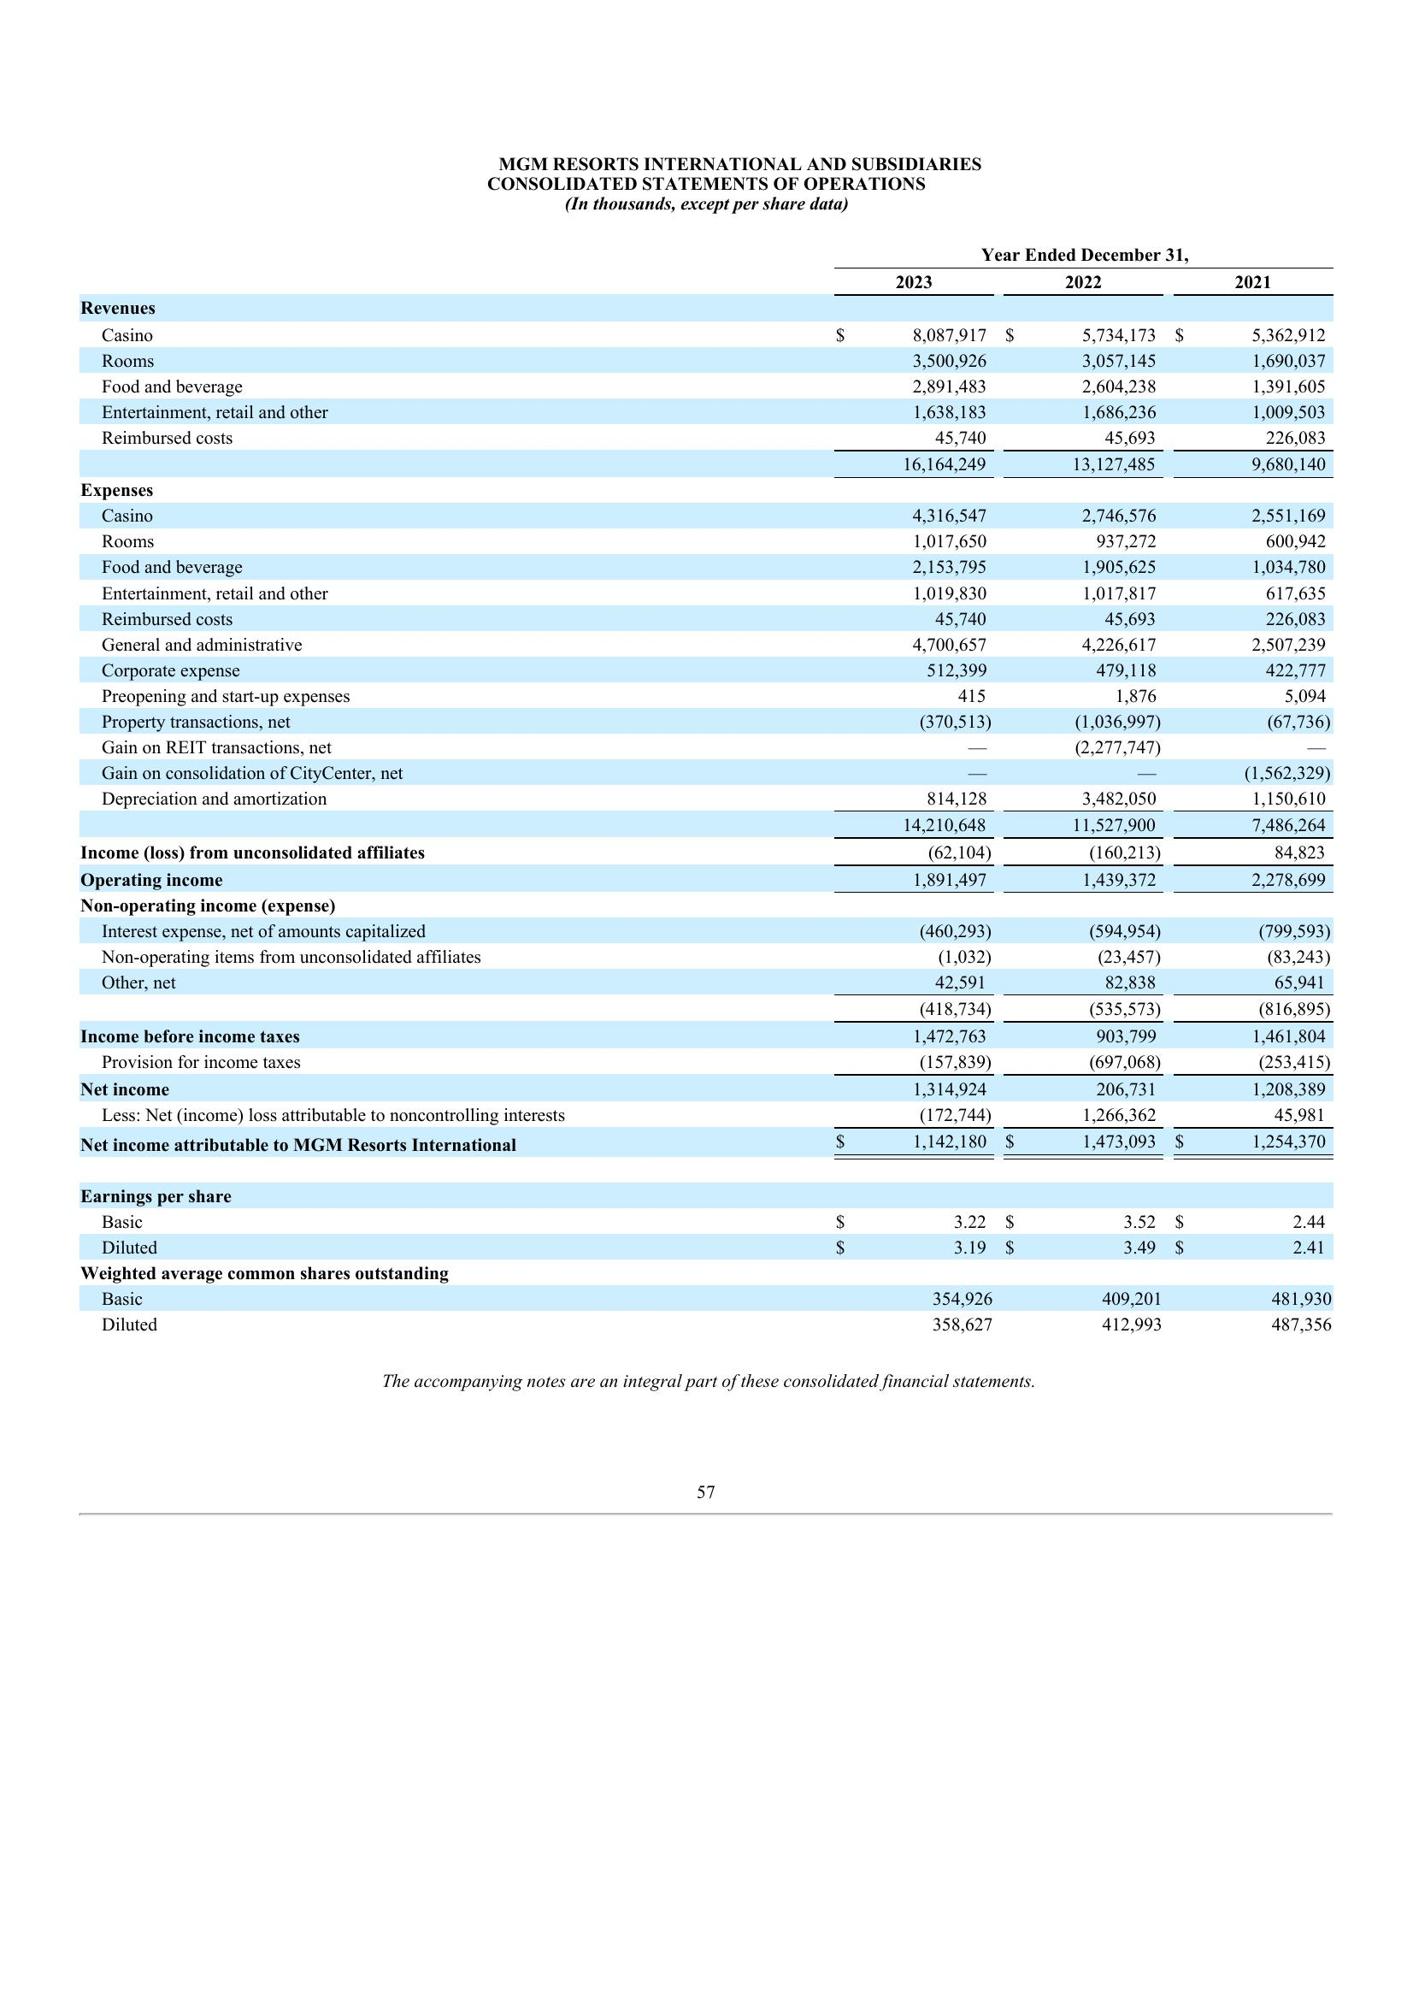 MGM RESORTS INTERNATIONAL AND SUBSIDIARIES
CONSOLIDATED STATEMENTS OF OPERATIONS
(In thousands, except per share data)
Year Ended December 31,
2023 2022 2021
Revenues
Casino $ 8,087,917 $ 5,734,173 $ 5,362,912
Rooms 3,500,926 3,057,145 1,690,037
Food and beverage 2,891,483 2,604,238 1,391,605
Entertainment, retail and other 1,638,183 1,686,236 1,009,503
Reimbursed costs 45,740 45,693 226,083
16,164,249 13,127,485 9,680,140
Expenses
Casino 4,316,547 2,746,576 2,551,169
Rooms 1,017,650 937,272 600,942
Food and beverage 2,153,795 1,905,625 1,034,780
Entertainment, retail and other 1,019,830 1,017,817 617,635
Reimbursed costs 45,740 45,693 226,083
General and administrative 4,700,657 4,226,617 2,507,239
Corporate expense 512,399 479,118 422,777
Preopening and start-up expenses 415 1,876 5,094
Property transactions, net (370,513) (1,036,997) (67,736)
Gain on REIT transactions, net — (2,277,747) —
Gain on consolidation of CityCenter, net — — (1,562,329)
Depreciation and amortization 814,128 3,482,050 1,150,610
14,210,648 11,527,900 7,486,264
Income (loss) from unconsolidated affiliates (62,104) (160,213) 84,823
Operating income 1,891,497 1,439,372 2,278,699
Non-operating income (expense)
Interest expense, net of amounts capitalized (460,293) (594,954) (799,593)
Non-operating items from unconsolidated affiliates (1,032) (23,457) (83,243)
Other, net 42,591 82,838 65,941
(418,734) (535,573) (816,895)
Income before income taxes 1,472,763 903,799 1,461,804
Provision for income taxes (157,839) (697,068) (253,415)
Net income 1,314,924 206,731 1,208,389
Less: Net (income) loss attributable to noncontrolling interests (172,744) 1,266,362 45,981
Net income attributable to MGM Resorts International $ 1,142,180 $ 1,473,093 $ 1,254,370
Earnings per share
Basic $ 3.22 $ 3.52 $ 2.44
Diluted $ 3.19 $ 3.49 $ 2.41
Weighted average common shares outstanding
Basic 354,926 409,201 481,930
Diluted 358,627 412,993 487,356
The accompanying notes are an integral part of these consolidated financial statements.
57